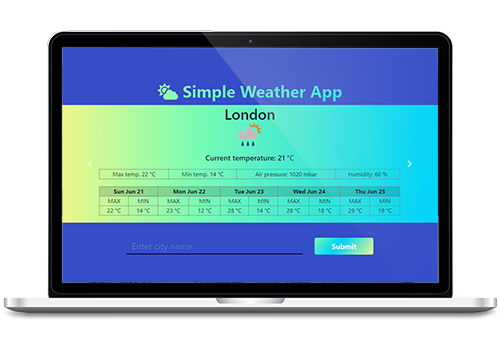 Simple Weather App
London
Current temperature: 21 °C
Max temp. 22 °C Min temp. 14 °C Air pressure: 1020 mbar Humidity: 60 %
Sun Jun 21 Mon Jun 22 Tue Jun 23 Wed Jun 24 Thu Jun 25
MAX MIN MAX MIN MAX MIN MAX MIN MAX MIN
22 °C 14 °C 23 °C 12 °C 28 °C 14 °C 28 °C 18 °C 29 °C 19 °C
Enter city name: Submit